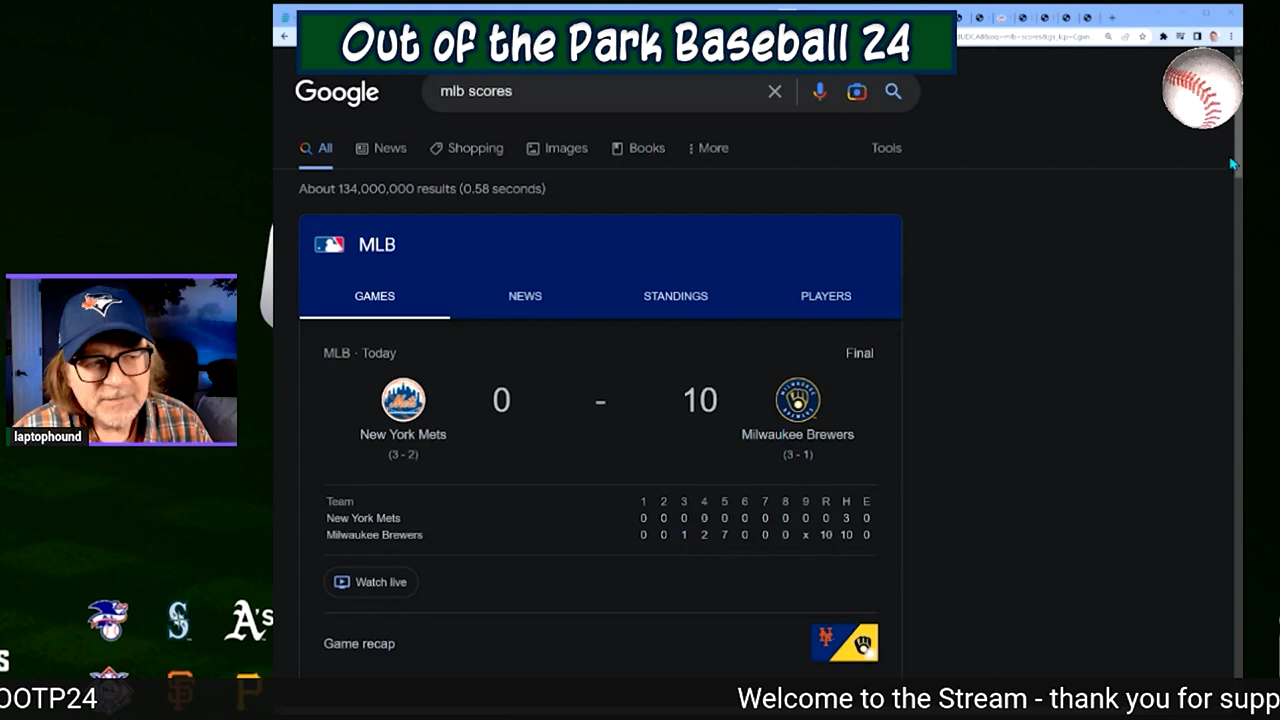 Out of the Park Baseball 24
Google
mlb scores
All
News
Shopping
Images
Books
More
Tools
About 134,000,000 results (0.58 seconds)
MLB
GAMES
NEWS
STANDINGS
PLAYERS
MLB · Today
Final
0 - 10
New York Mets
Milwaukee Brewers
(3 - 2)
(3 - 1)
Team 1 2 3 4 5 6 7 8 9 R H E
New York Mets 0 0 0 0 0 0 0 0 0 0 3 0
Milwaukee Brewers 0 0 1 2 7 0 0 0 x 10 10 0
Watch live
Game recap
laptophound
A's
OOTP24
Welcome to the Stream - thank you for supp